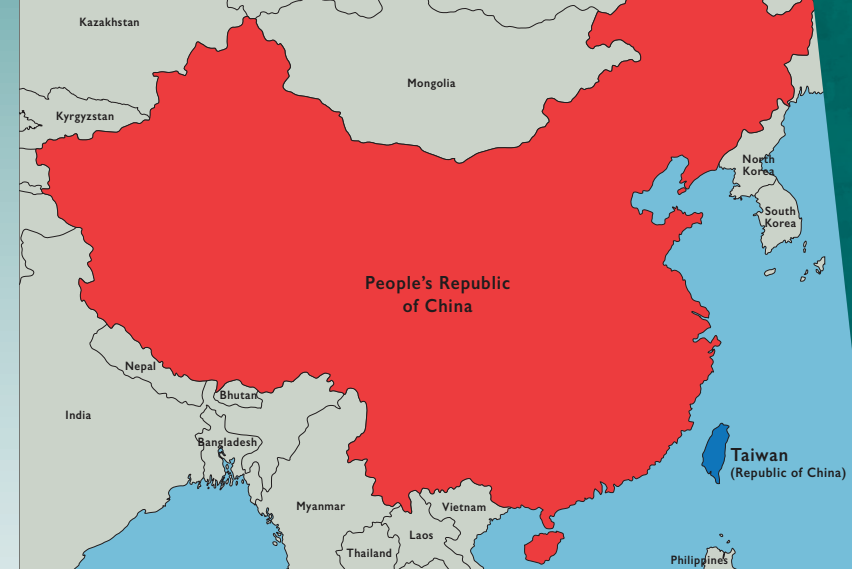 Kazakhstan
Mongolia
Kyrgyzstan
North
Korea
South
Korea
People’s Republic
of China
Nepal
Bhutan
India
Bangladesh
Taiwan
(Republic of China)
Myanmar
Vietnam
Laos
Thailand
Philippines